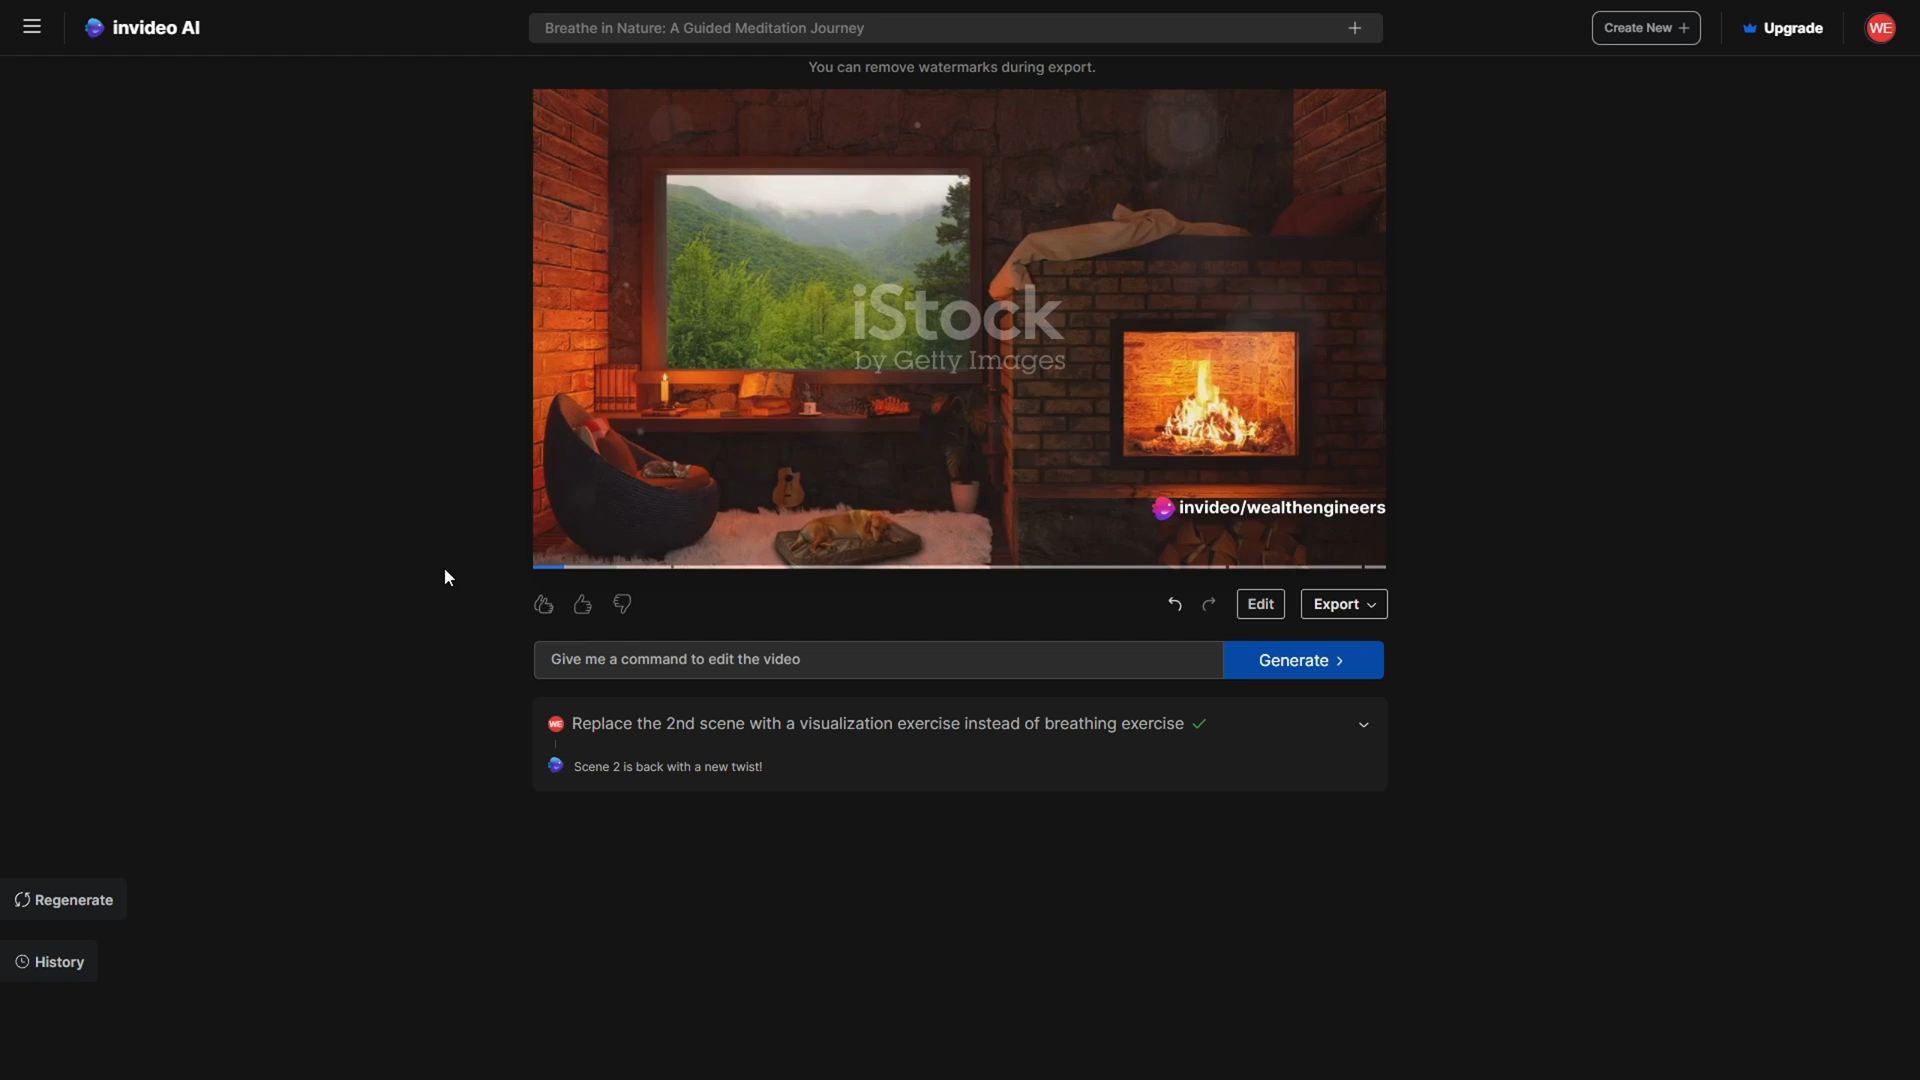 invideo AI
Breathe in Nature: A Guided Meditation Journey
Create New
Upgrade
WE
You can remove watermarks during export.
iStock
by Getty Images
invideo/wealthengineers
Edit
Export
Give me a command to edit the video
Generate
WE Replace the 2nd scene with a visualization exercise instead of breathing exercise
Scene 2 is back with a new twist!
Regenerate
History